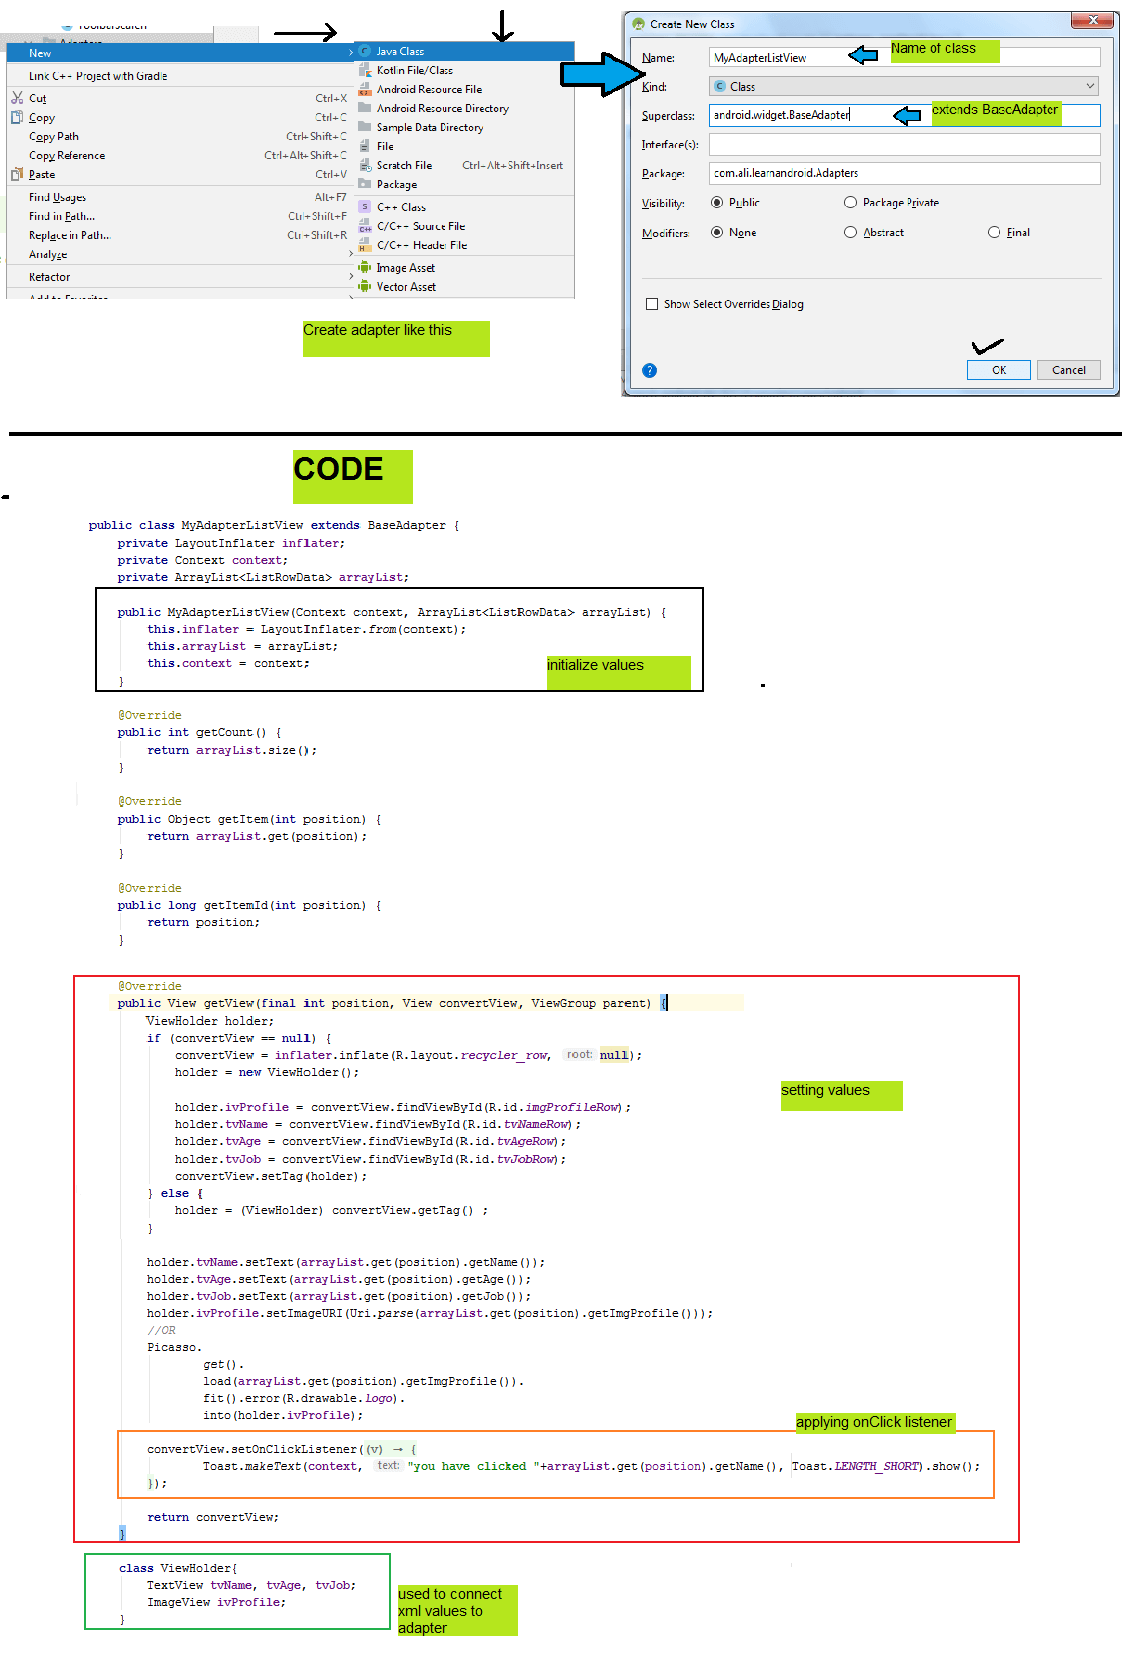 New
Link C++ Project with Gradle
Cut Ctrl+X
Copy Ctrl+C
Copy Path Ctrl+Shift+C
Copy Reference Ctrl+Alt+Shift+C
Paste Ctrl+V
Find Usages Alt+F7
Find in Path... Ctrl+Shift+F
Replace in Path... Ctrl+Shift+R
Analyze
Refactor
Java Class
Kotlin File/Class
Android Resource File
Android Resource Directory
Sample Data Directory
File
Scratch File Ctrl+Alt+Shift+Insert
Package
C++ Class
C/C++ Source File
C/C++ Header File
Image Asset
Vector Asset
Create adapter like this
Create New Class
Name: MyAdapterListView Name of class
Kind: Class
Superclass: android.widget.BaseAdapter extends BaseAdapter
Interface(s):
Package: com.ali.learnandroid.Adapters
Visibility: Public Package Private
Modifiers: None Abstract Final
Show Select Overrides Dialog
OK Cancel
CODE
public class MyAdapterListView extends BaseAdapter {
private LayoutInflater inflater;
private Context context;
private ArrayList<ListRowData> arrayList;
public MyAdapterListView(Context context, ArrayList<ListRowData> arrayList) {
this.inflater = LayoutInflater.from(context);
this.arrayList = arrayList;
this.context = context;
initialize values
}
@Override
public int getCount() {
return arrayList.size();
}
@Override
public Object getItem(int position) {
return arrayList.get(position);
}
@Override
public long getItemId(int position) {
return position;
}
@Override
public View getView(final int position, View convertView, ViewGroup parent) {
ViewHolder holder;
if (convertView == null) {
convertView = inflater.inflate(R.layout.recycler_row, root: null);
holder = new ViewHolder();
setting values
holder.ivProfile = convertView.findViewById(R.id.imgProfileRow);
holder.tvName = convertView.findViewById(R.id.tvNameRow);
holder.tvAge = convertView.findViewById(R.id.tvAgeRow);
holder.tvJob = convertView.findViewById(R.id.tvJobRow);
convertView.setTag(holder);
} else {
holder = (ViewHolder) convertView.getTag() ;
}
holder.tvName.setText(arrayList.get(position).getName());
holder.tvAge.setText(arrayList.get(position).getAge());
holder.tvJob.setText(arrayList.get(position).getJob());
holder.ivProfile.setImageURI(Uri.parse(arrayList.get(position).getImgProfile()));
//OR
Picasso.
get().
load(arrayList.get(position).getImgProfile()).
fit().error(R.drawable.logo).
into(holder.ivProfile);
applying onClick listener
convertView.setOnClickListener((v) → {
Toast.makeText(context, text: "you have clicked "+arrayList.get(position).getName(), Toast.LENGTH_SHORT).show();
});
return convertView;
}
class ViewHolder{
TextView tvName, tvAge, tvJob;
ImageView ivProfile;
}
used to connect
xml values to
adapter